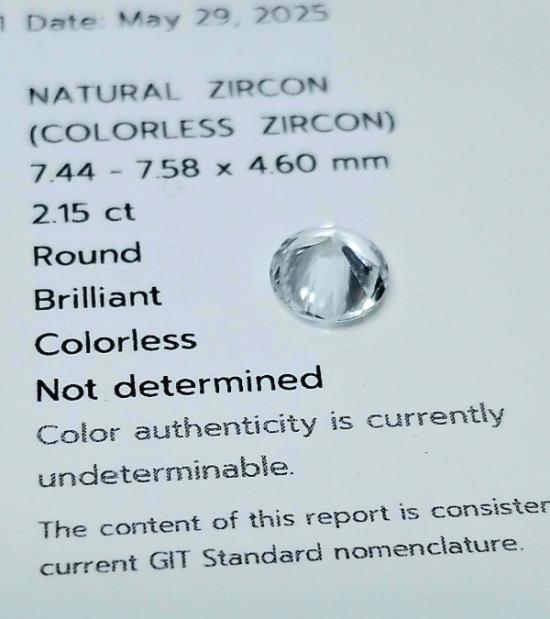 Date: May 29, 2025
NATURAL ZIRCON
(COLORLESS ZIRCON)
7.44 - 7.58 x 4.60 mm
2.15 ct
Round
Brilliant
Colorless
Not determined
Color authenticity is currently
undeterminable.
The content of this report is consisten
current GIT Standard nomenclature.